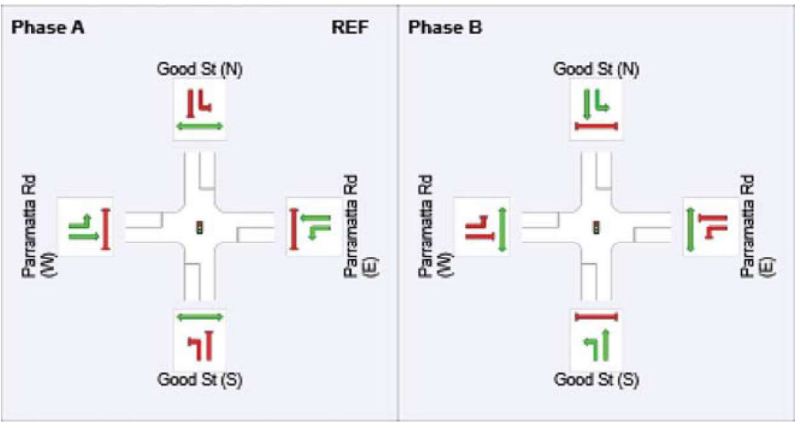 Phase A
REF
Good St (N)
Parramatta Rd
(W)
Parramatta Rd
(E)
Good St (S)
Phase B
Good St (N)
Parramatta Rd
(W)
Parramatta Rd
(E)
Good St (S)